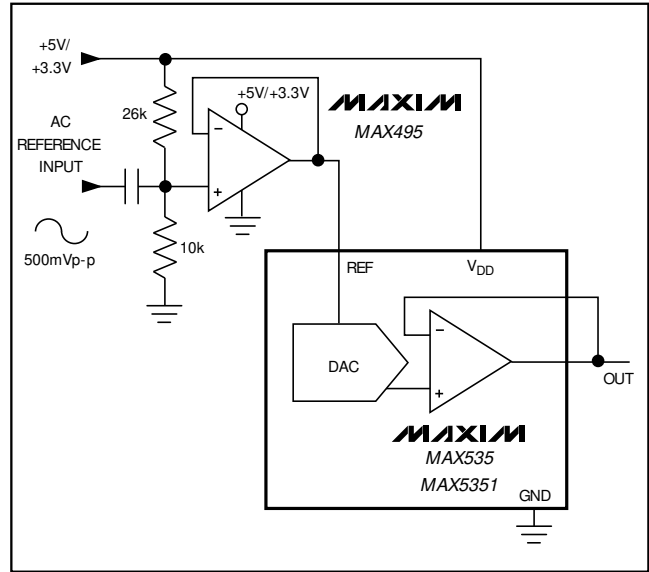 +5V/
+3.3V
+5V/+3.3V
MAXIM
MAX495
26k
AC
REFERENCE
INPUT
−
+
10k
500mVp-p
REF
VDD
DAC
−
+
OUT
MAXIM
MAX535
MAX5351
GND